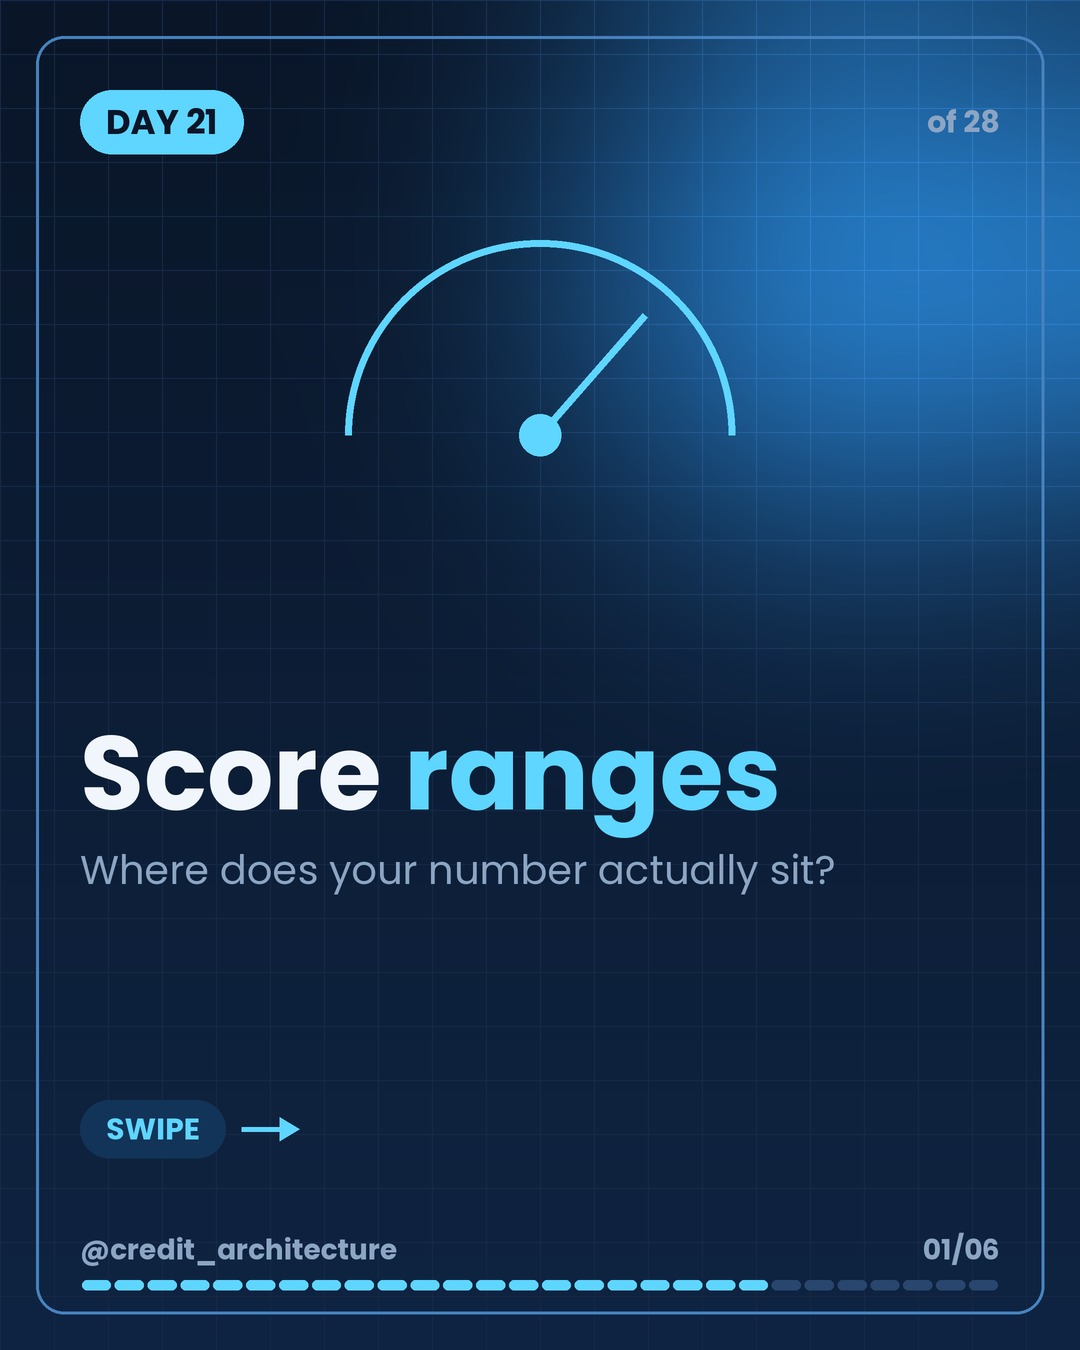 DAY 21
of 28
Score ranges
Where does your number actually sit?
SWIPE
@credit_architecture
01/06